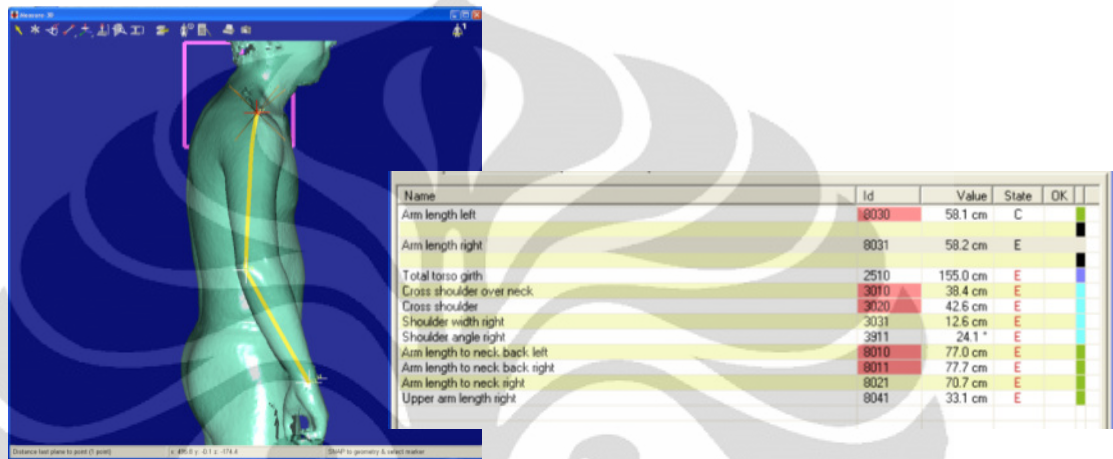 Measure 3D
1
Name Id Value State OK
Arm length left 8030 58.1 cm C
Arm length right 8031 58.2 cm E
Total torso girth 2510 155.0 cm E
Cross shoulder over neck 3010 38.4 cm E
Cross shoulder 3020 42.6 cm E
Shoulder width right 3031 12.6 cm E
Shoulder angle right 3911 24.1 ° E
Arm length to neck back left 8010 77.0 cm E
Arm length to neck back right 8011 77.7 cm E
Arm length to neck right 8021 70.7 cm E
Upper arm length right 8041 33.1 cm E
Distance last plane to point (1 point) SNAP to geometry & select marker